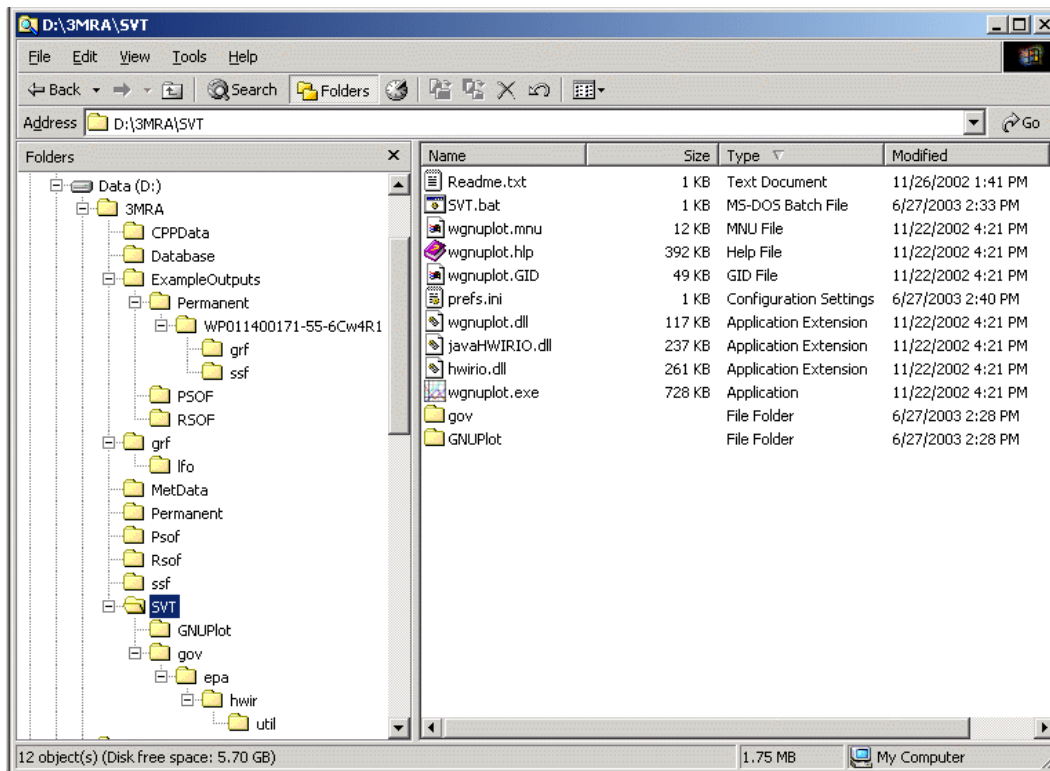 D:\3MRA\SVT
File Edit View Tools Help
Back Search Folders
Address D:\3MRA\SVT Go
Folders
Data (D:)
3MRA
CPPData
Database
ExampleOutputs
Permanent
WP011400171-55-6Cw4R1
grf
ssf
PSOF
RSOF
grf
lfo
MetData
Permanent
Psof
Rsof
ssf
SVT
GNUPlot
gov
epa
hwir
util
Name Size Type Modified
Readme.txt 1 KB Text Document 11/26/2002 1:41 PM
SVT.bat 1 KB MS-DOS Batch File 6/27/2003 2:33 PM
wgnuplot.mnu 12 KB MNU File 11/22/2002 4:21 PM
wgnuplot.hlp 392 KB Help File 11/22/2002 4:21 PM
wgnuplot.GID 49 KB GID File 11/22/2002 4:21 PM
prefs.ini 1 KB Configuration Settings 6/27/2003 2:40 PM
wgnuplot.dll 117 KB Application Extension 11/22/2002 4:21 PM
javaHWIRIO.dll 237 KB Application Extension 11/22/2002 4:21 PM
hwirio.dll 261 KB Application Extension 11/22/2002 4:21 PM
wgnuplot.exe 728 KB Application 11/22/2002 4:21 PM
gov File Folder 6/27/2003 2:28 PM
GNUPlot File Folder 6/27/2003 2:28 PM
12 object(s) (Disk free space: 5.70 GB) 1.75 MB My Computer